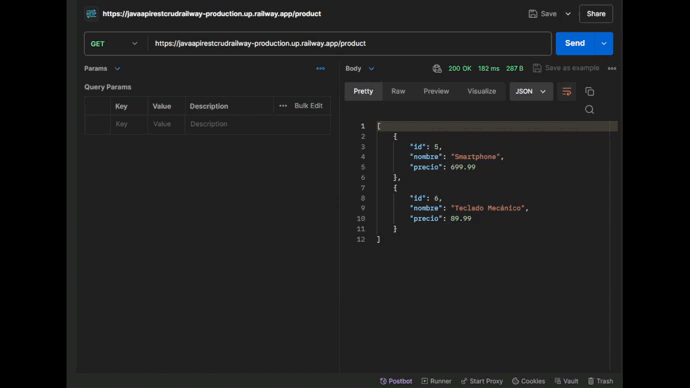 https://javaapirestcrudrailway-production.up.railway.app/product
Save
Share
GET
https://javaapirestcrudrailway-production.up.railway.app/product
Send
Params
Body
200 OK
182 ms
267 B
Save as example
Query Params
Pretty
Raw
Preview
Visualize
JSON
Key
Value
Description
Bulk Edit
Key
Value
Description
1 [
2 {
3 "id": 5,
4 "nombre": "Smartphone",
5 "precio": 699.99
6 },
7 {
8 "id": 6,
9 "nombre": "Teclado Mecánico",
10 "precio": 89.99
11 }
12 ]
Postbot
Runner
Start Proxy
Cookies
Vault
Trash